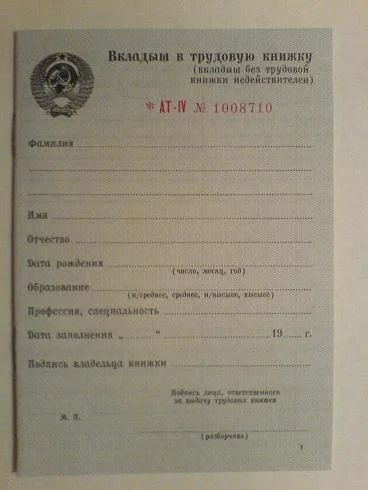 Вкладыш в трудовую книжку
(вкладыш без трудовой
книжки недействителен)
* АТ-IV № 1008710
Фамилия
Имя
Отчество
Дата рождения
(число, месяц, год)
Образование
(н/среднее, среднее, н/высшее, высшее)
Профессия, специальность
Дата заполнения „ “ 19 г.
Подпись владельца книжки
Подпись лица, ответственного
за выдачу трудовых книжек
М. П.
(разборчиво)
1